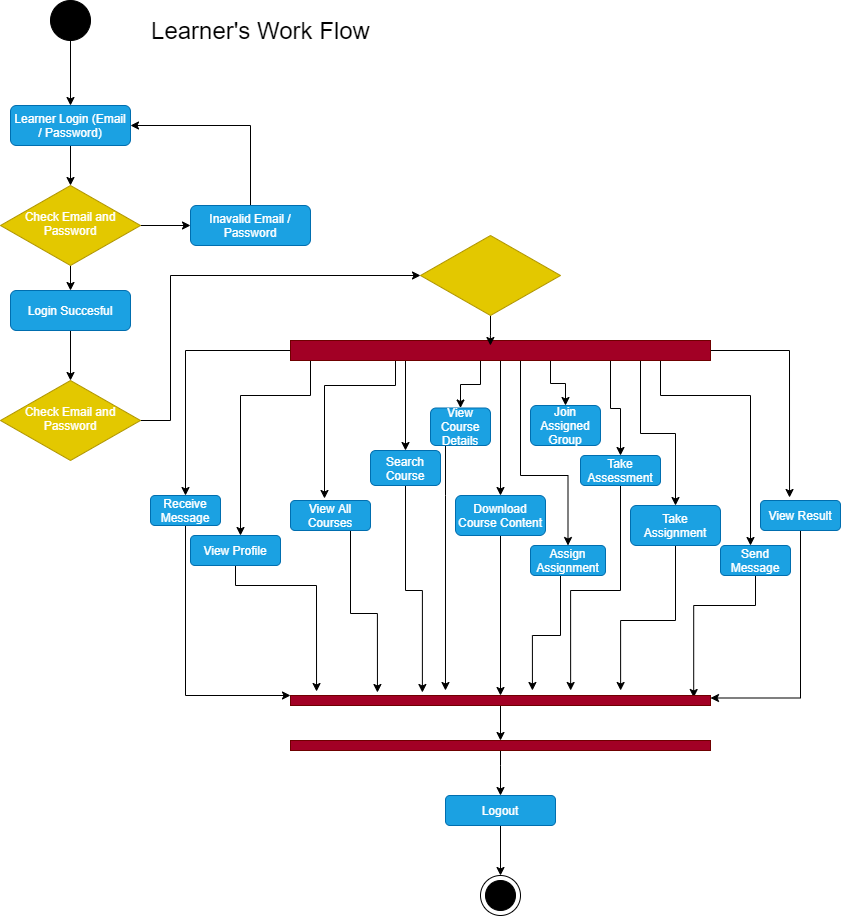 Learner's Work Flow
Learner Login (Email
/ Password)
Check Email and
Password
Inavalid Email /
Password
Login Succesful
Check Email and
Password
View
Course
Details
Join
Assigned
Group
Search
Course
Take
Assessment
Receive
Message
View All
Courses
Download
Course Content
Take
Assignment
View Result
View Profile
Assign
Assignment
Send
Message
Logout